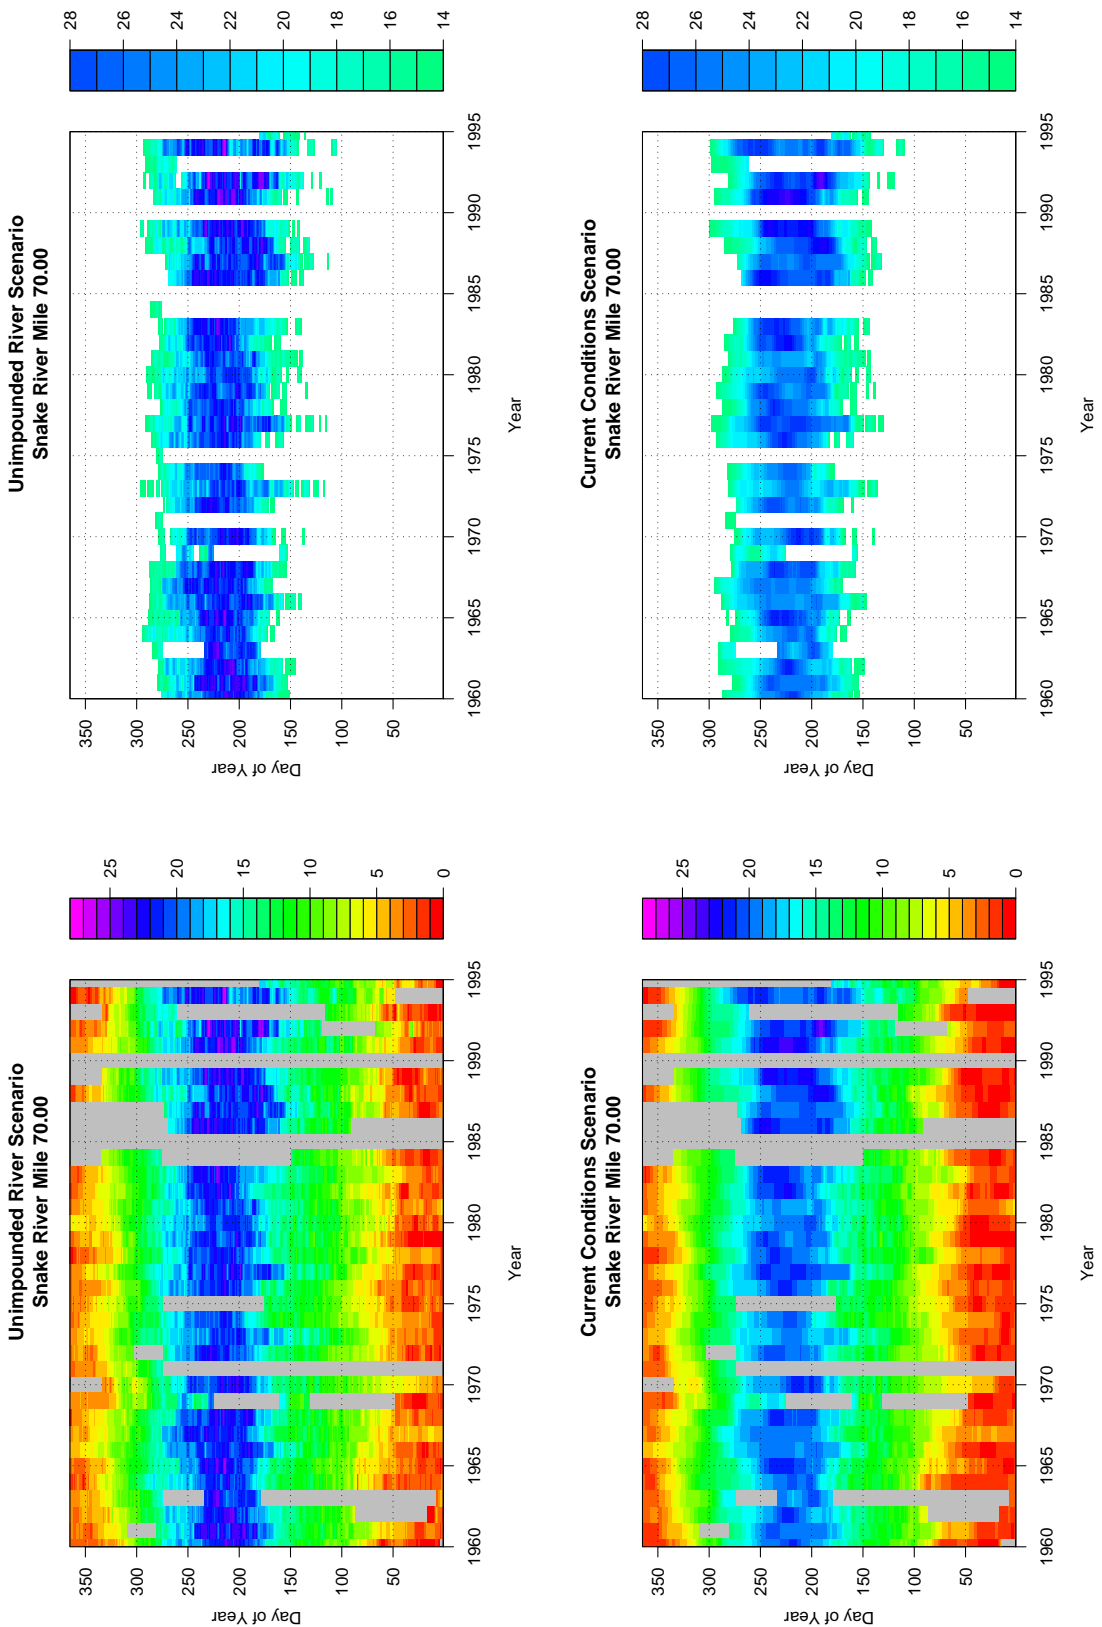 Unimpounded River Scenario
Snake River Mile 70.00
350
300
250
200
150
100
50
Day of Year
1960 1965 1970 1975 1980 1985 1990 1995
Year
25
20
15
10
5
0
Unimpounded River Scenario
Snake River Mile 70.00
350
300
250
200
150
100
50
Day of Year
1960 1965 1970 1975 1980 1985 1990 1995
Year
28
26
24
22
20
18
16
14
Current Conditions Scenario
Snake River Mile 70.00
350
300
250
200
150
100
50
Day of Year
1960 1965 1970 1975 1980 1985 1990 1995
Year
25
20
15
10
5
0
Current Conditions Scenario
Snake River Mile 70.00
350
300
250
200
150
100
50
Day of Year
1960 1965 1970 1975 1980 1985 1990 1995
Year
28
26
24
22
20
18
16
14